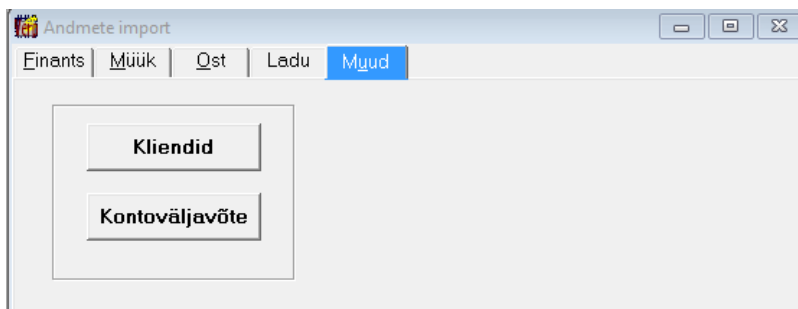 Andmete import
Finants Müük Ost Ladu Muud
Kliendid
Kontoväljavõte